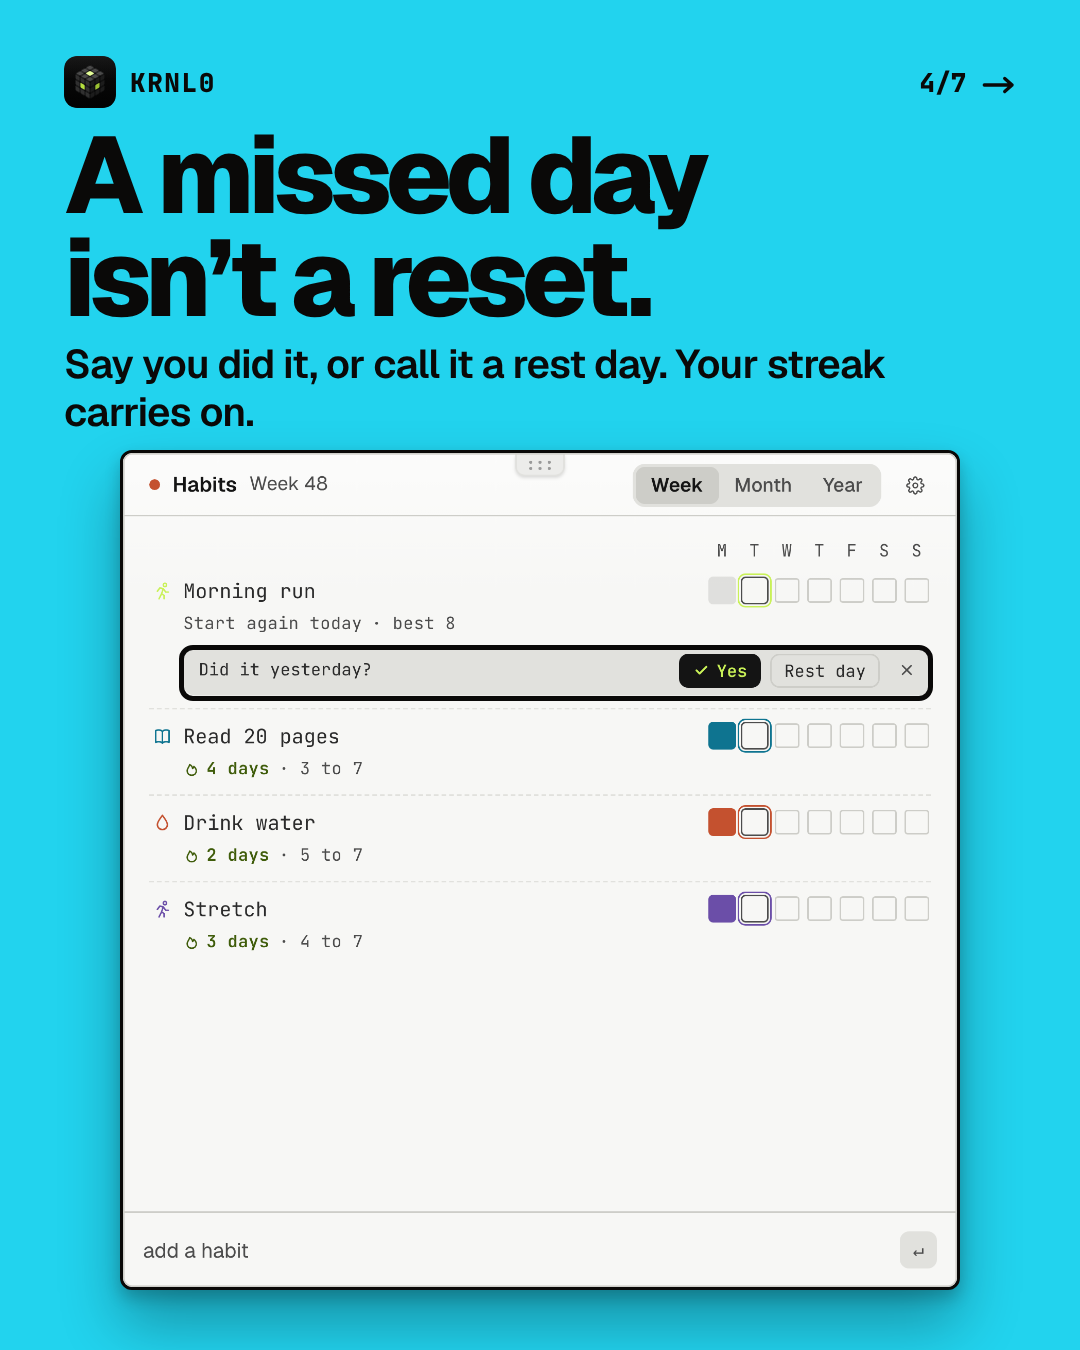 KRNL0
4/7 →
A missed day
isn’t a reset.
Say you did it, or call it a rest day. Your streak
carries on.
Habits Week 48
Week Month Year
M T W T F S S
Morning run
Start again today · best 8
Did it yesterday?
Yes
Rest day
Read 20 pages
4 days · 3 to 7
Drink water
2 days · 5 to 7
Stretch
3 days · 4 to 7
add a habit